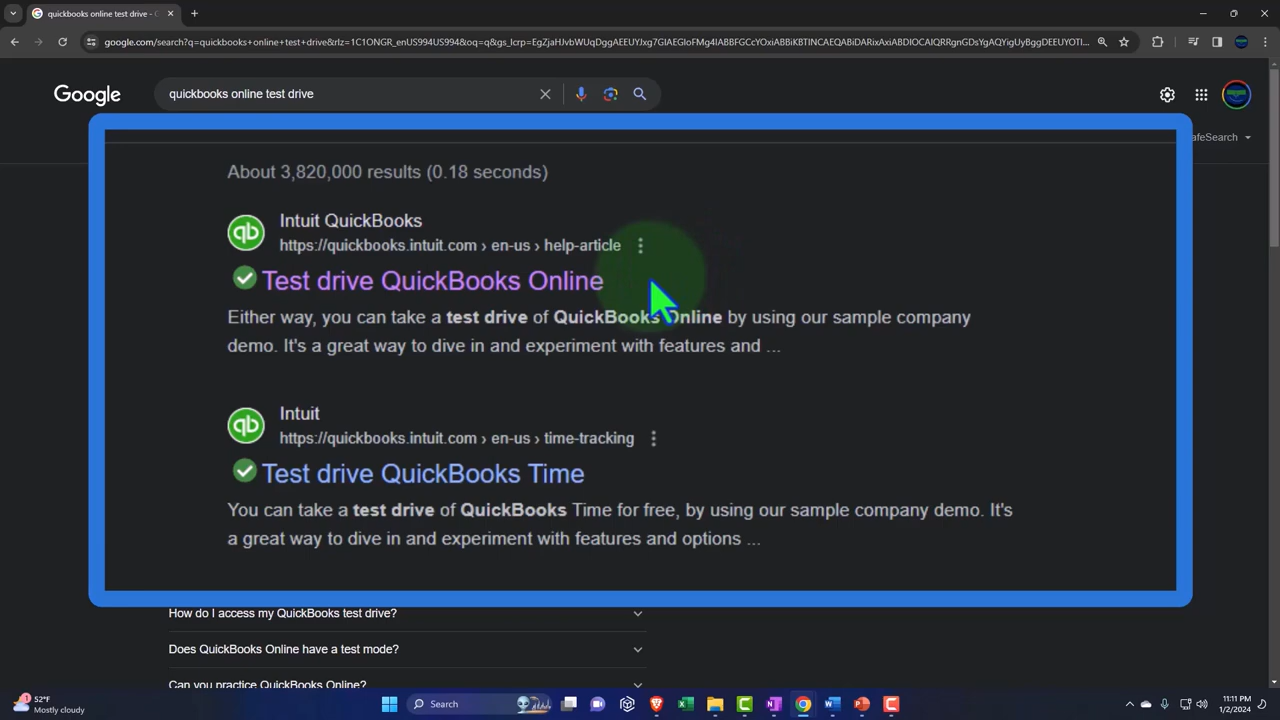 quickbooks online test drive - G
google.com/search?q=quickbooks+online+test+drive&rlz=1C1ONGR_enUS994US994&oq=q&gs_lcrp=
Google
quickbooks online test drive
afeSearch
About 3,820,000 results (0.18 seconds)
qb
Intuit QuickBooks
https://quickbooks.intuit.com › en-us › help-article
Test drive QuickBooks Online
Either way, you can take a test drive of QuickBooks Online by using our sample company
demo. It's a great way to dive in and experiment with features and ...
qb
Intuit
https://quickbooks.intuit.com › en-us › time-tracking
Test drive QuickBooks Time
You can take a test drive of QuickBooks Time for free, by using our sample company demo. It's
a great way to dive in and experiment with features and options ...
How do I access my QuickBooks test drive?
Does QuickBooks Online have a test mode?
Can you practice QuickBooks Online?
52°F
Mostly cloudy
Search
11:11 PM
1/2/2024